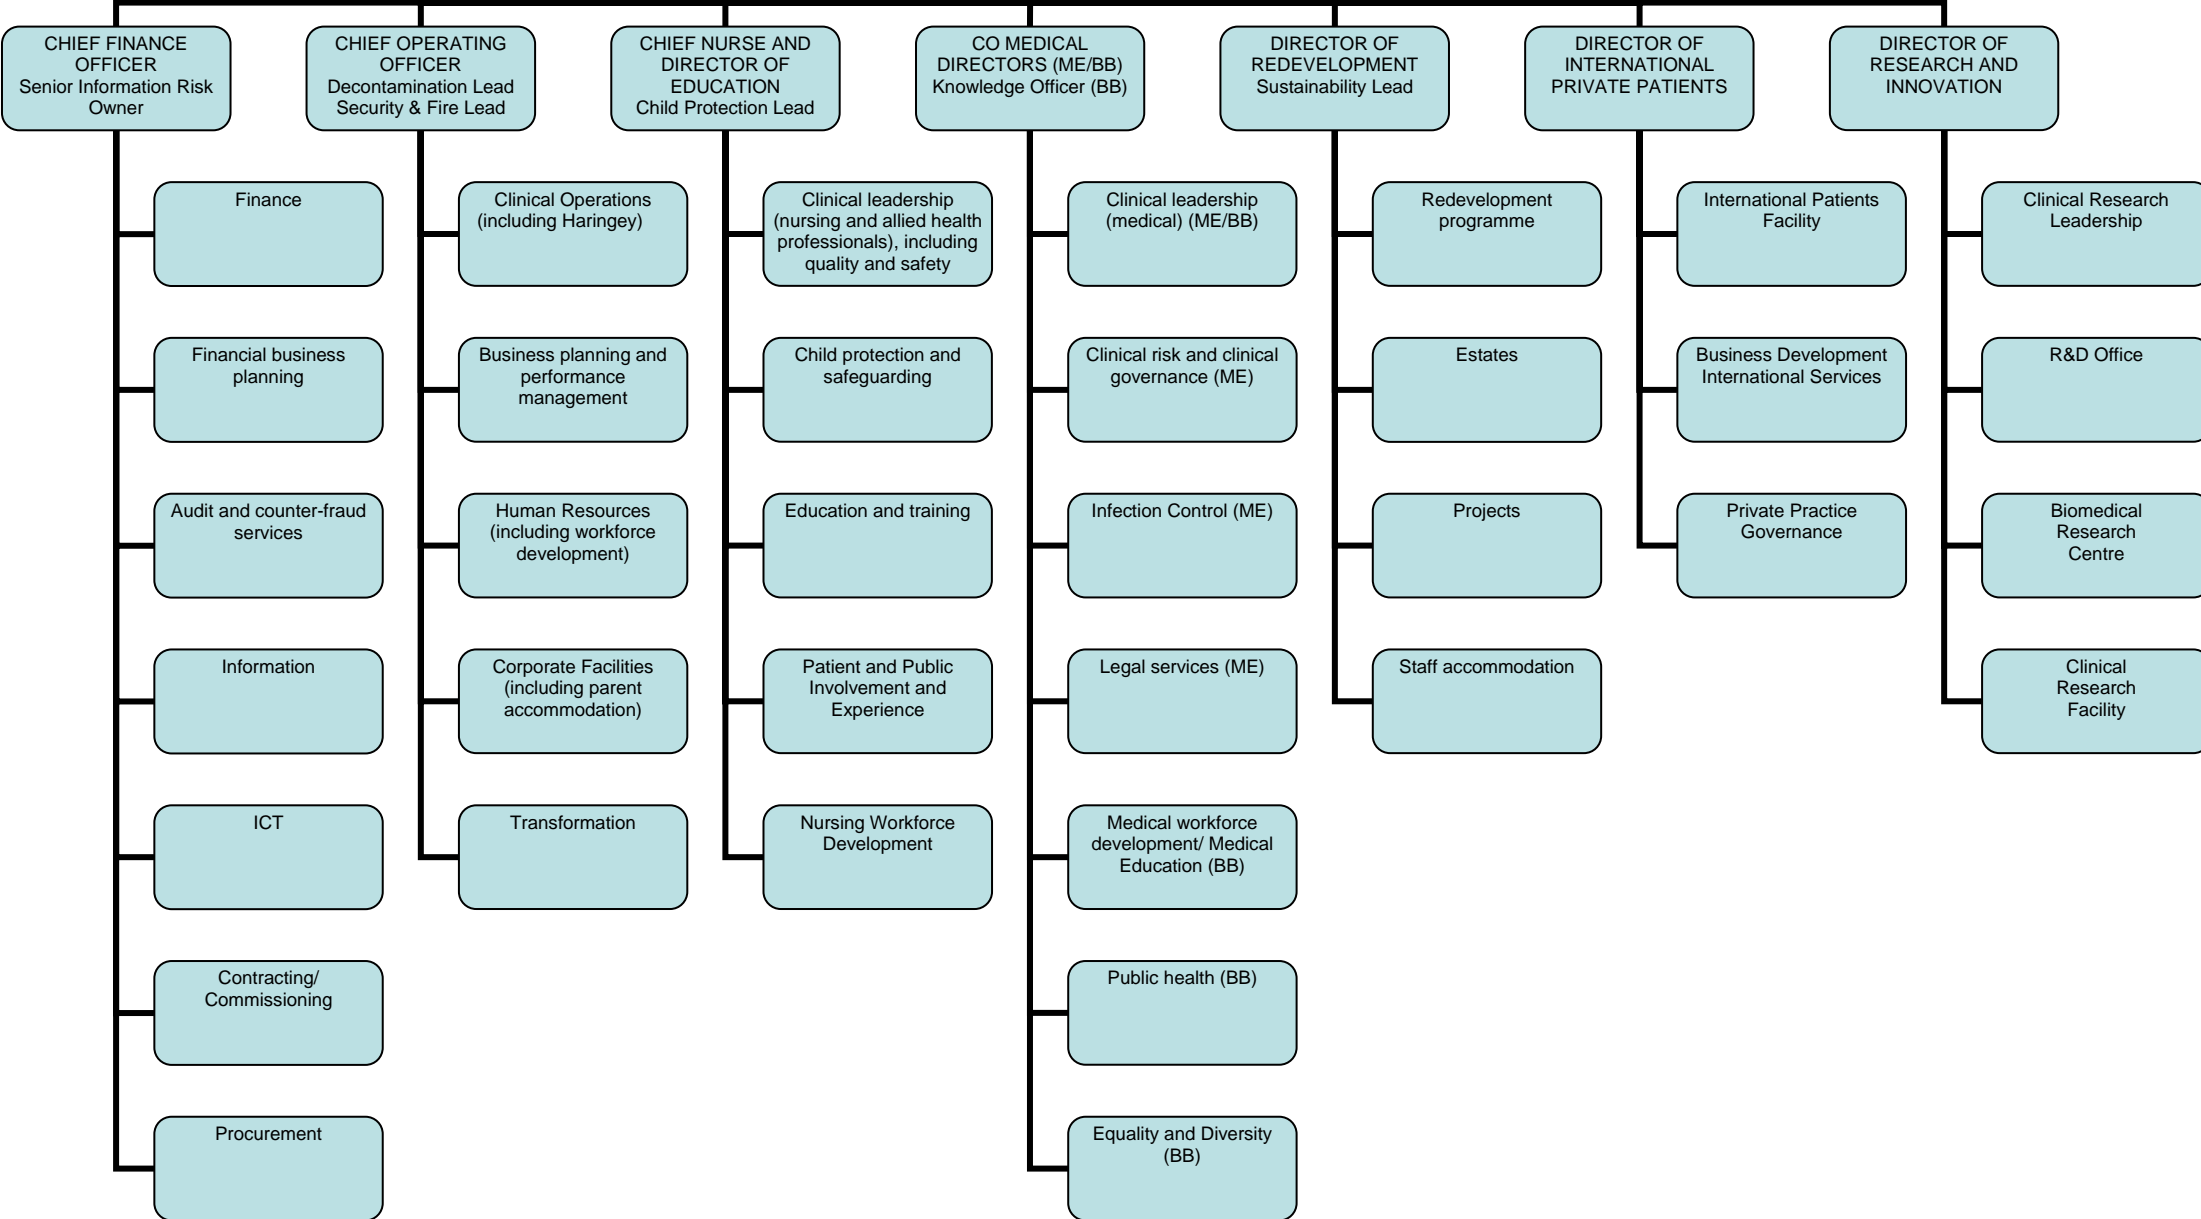 CHIEF FINANCE
OFFICER
Senior Information Risk
Owner
CHIEF OPERATING
OFFICER
Decontamination Lead
Security & Fire Lead
CHIEF NURSE AND
DIRECTOR OF
EDUCATION
Child Protection Lead
CO MEDICAL
DIRECTORS (ME/BB)
Knowledge Officer (BB)
DIRECTOR OF
REDEVELOPMENT
Sustainability Lead
DIRECTOR OF
INTERNATIONAL
PRIVATE PATIENTS
DIRECTOR OF
RESEARCH AND
INNOVATION
Finance
Clinical Operations
(including Haringey)
Clinical leadership
(nursing and allied health
professionals), including
quality and safety
Clinical leadership
(medical) (ME/BB)
Redevelopment
programme
International Patients
Facility
Clinical Research
Leadership
Financial business
planning
Business planning and
performance
management
Child protection and
safeguarding
Clinical risk and clinical
governance (ME)
Estates
Business Development
International Services
R&D Office
Audit and counter-fraud
services
Human Resources
(including workforce
development)
Education and training
Infection Control (ME)
Projects
Private Practice
Governance
Biomedical
Research
Centre
Information
Corporate Facilities
(including parent
accommodation)
Patient and Public
Involvement and
Experience
Legal services (ME)
Staff accommodation
Clinical
Research
Facility
ICT
Transformation
Nursing Workforce
Development
Medical workforce
development/ Medical
Education (BB)
Contracting/
Commissioning
Public health (BB)
Procurement
Equality and Diversity
(BB)